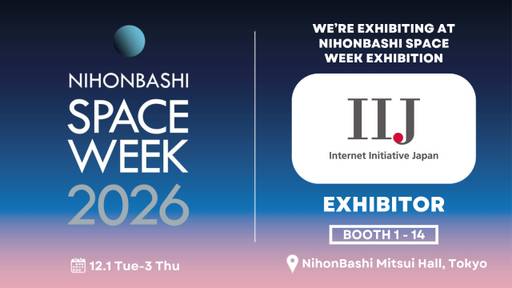 NIHONBASHI
SPACE
WEEK
2026
12.1 Tue-3 Thu
WE'RE EXHIBITING AT
NIHONBASHI SPACE
WEEK EXHIBITION
IIJ
Internet Initiative Japan
EXHIBITOR
BOOTH 1 - 14
NihonBashi Mitsui Hall, Tokyo